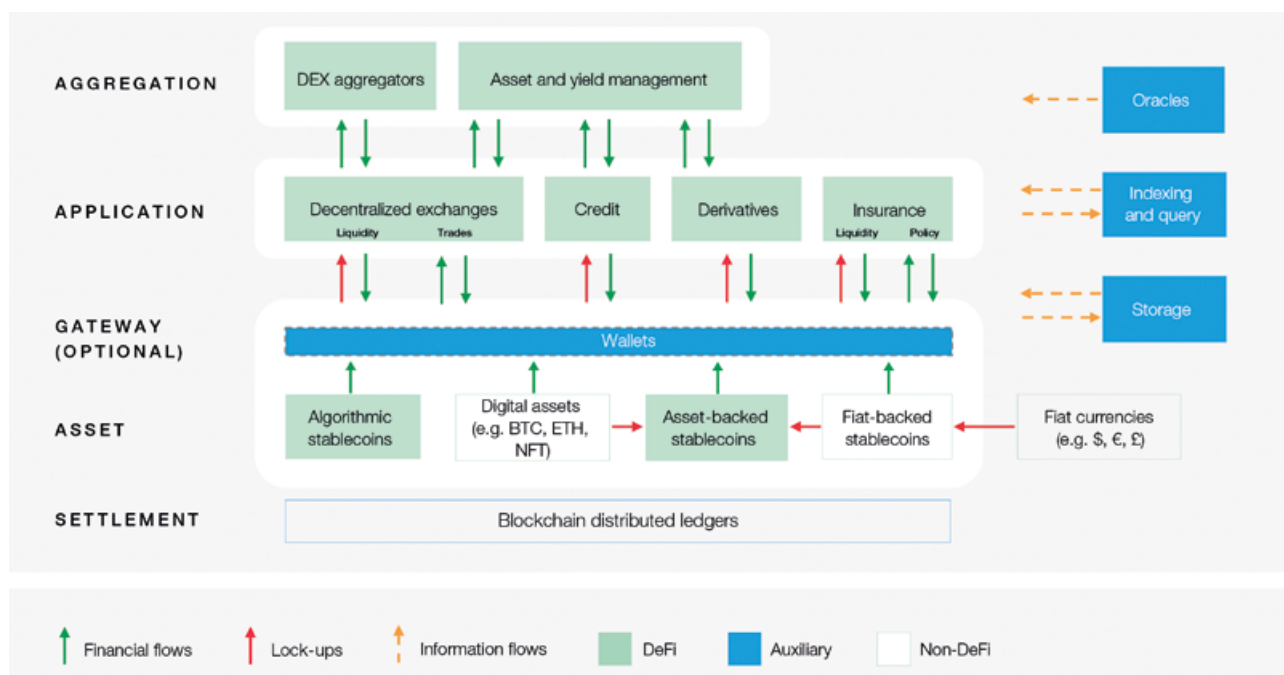 AGGREGATION
DEX aggregators
Asset and yield management
Oracles
APPLICATION
Decentralized exchanges
Liquidity
Trades
Credit
Derivatives
Insurance
Liquidity
Policy
Indexing
and query
GATEWAY
(OPTIONAL)
Wallets
Storage
ASSET
Algorithmic
stablecoins
Digital assets
(e.g. BTC, ETH,
NFT)
Asset-backed
stablecoins
Fiat-backed
stablecoins
Fiat currencies
(e.g. $, €, £)
SETTLEMENT
Blockchain distributed ledgers
Financial flows
Lock-ups
Information flows
DeFi
Auxiliary
Non-DeFi